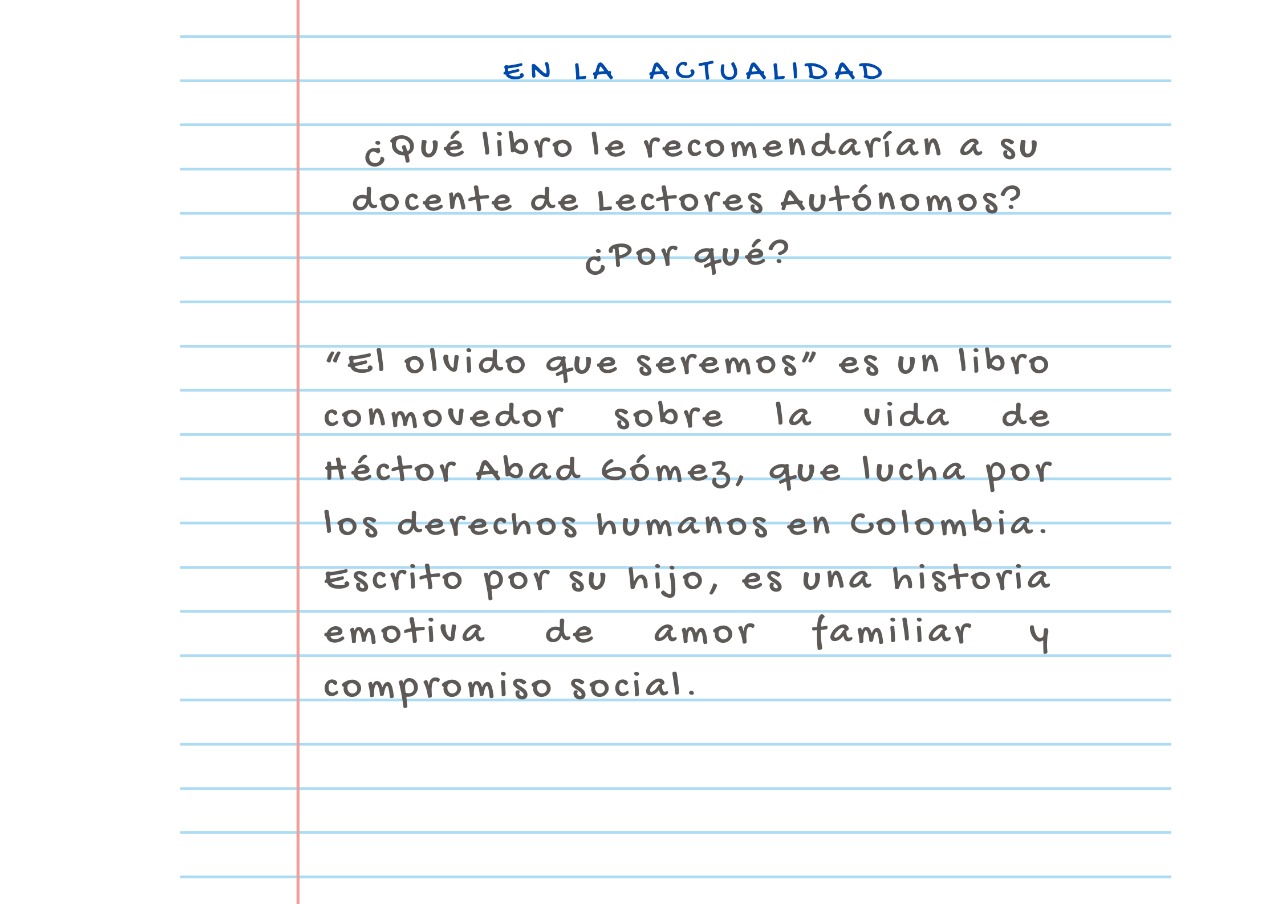 EN LA ACTUALIDAD
¿Qué libro le recomendarían a su
docente de Lectores Autónomos?
¿Por qué?
“El olvido que seremos” es un libro
conmovedor sobre la vida de
Héctor Abad Gómez, que lucha por
los derechos humanos en Colombia.
Escrito por su hijo, es una historia
emotiva de amor familiar y
compromiso social.